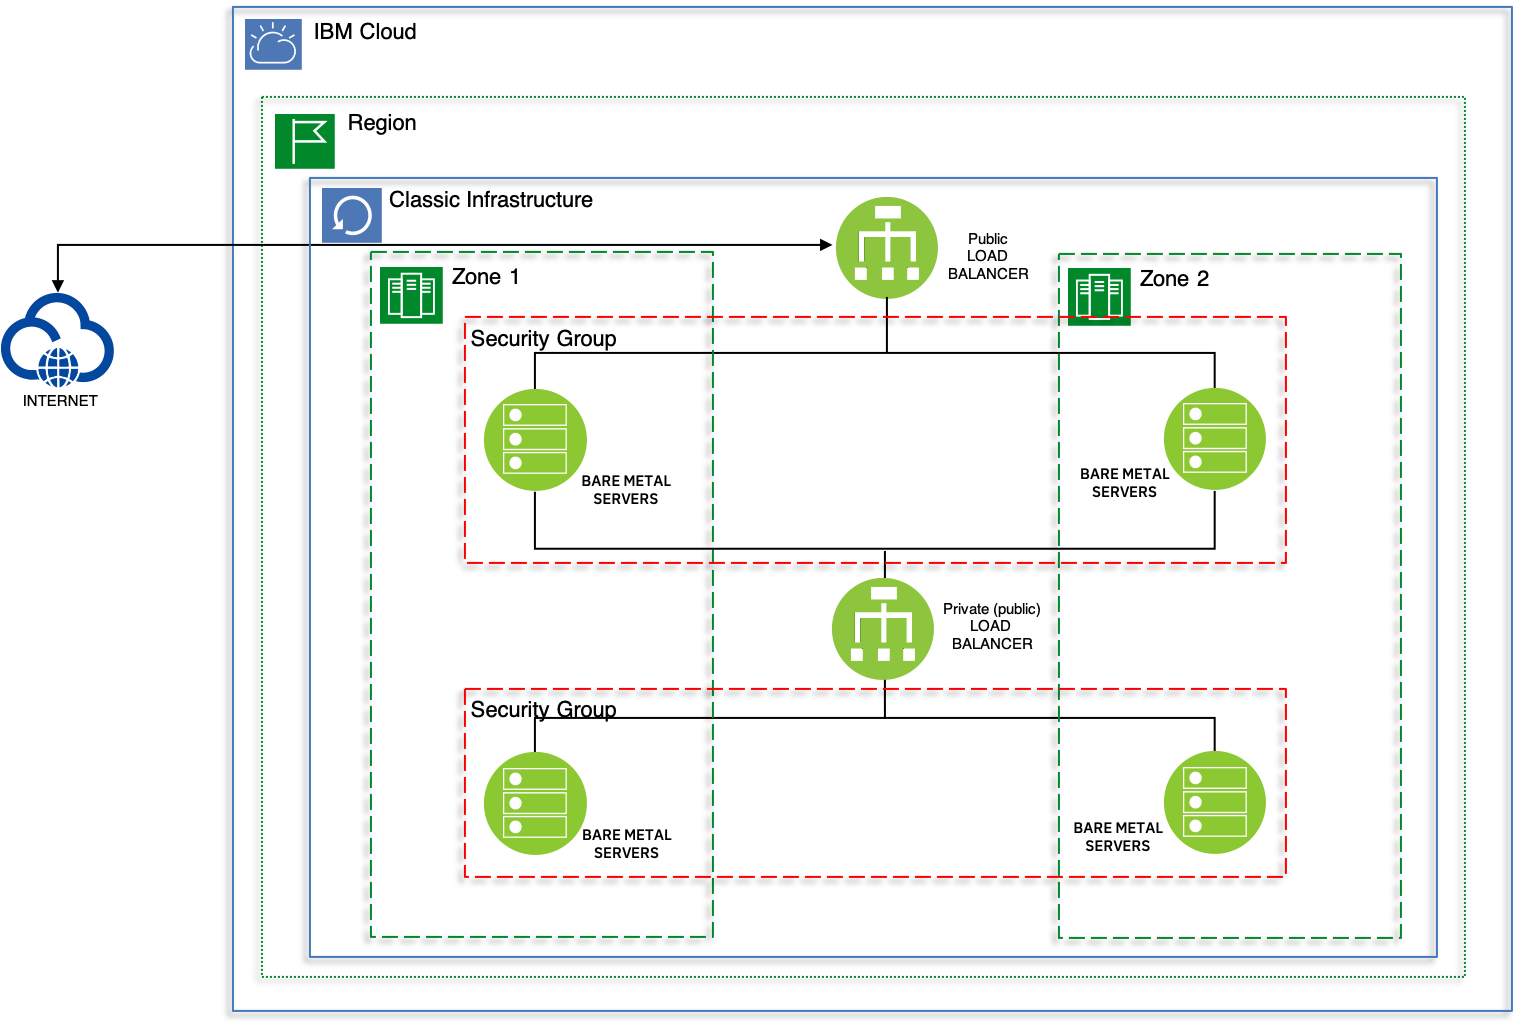 IBM Cloud
Region
Classic Infrastructure
Public
LOAD
BALANCER
Zone 1
Zone 2
Security Group
INTERNET
BARE METAL
SERVERS
BARE METAL
SERVERS
Private (public)
LOAD
BALANCER
Security Group
BARE METAL
SERVERS
BARE METAL
SERVERS